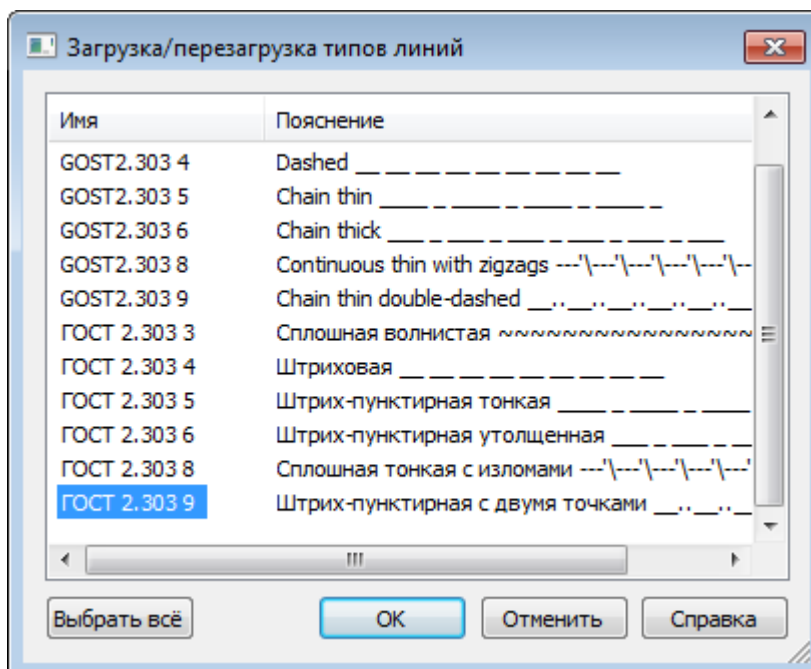 Загрузка/перезагрузка типов линий
Имя Пояснение
GOST2.303 4 Dashed __ __ __ __ __ __ __ __ __
GOST2.303 5 Chain thin ____ _ ____ _ ____ _ ____ _
GOST2.303 6 Chain thick ___ _ ___ _ ___ _ ___ _ ___
GOST2.303 8 Continuous thin with zigzags ---'\---'\---'\---'\--
GOST2.303 9 Chain thin double-dashed __..__..__..__..__
ГОСТ 2.303 3 Сплошная волнистая ~~~~~~~~~~~~~~~~
ГОСТ 2.303 4 Штриховая __ __ __ __ __ __ __ __ __
ГОСТ 2.303 5 Штрих-пунктирная тонкая ____ _ ____ _ ____
ГОСТ 2.303 6 Штрих-пунктирная утолщенная ___ _ ___ _ __
ГОСТ 2.303 8 Сплошная тонкая с изломами ---'\---'\---'\---'
ГОСТ 2.303 9 Штрих-пунктирная с двумя точками __..__..__
Выбрать всё OK Отменить Справка